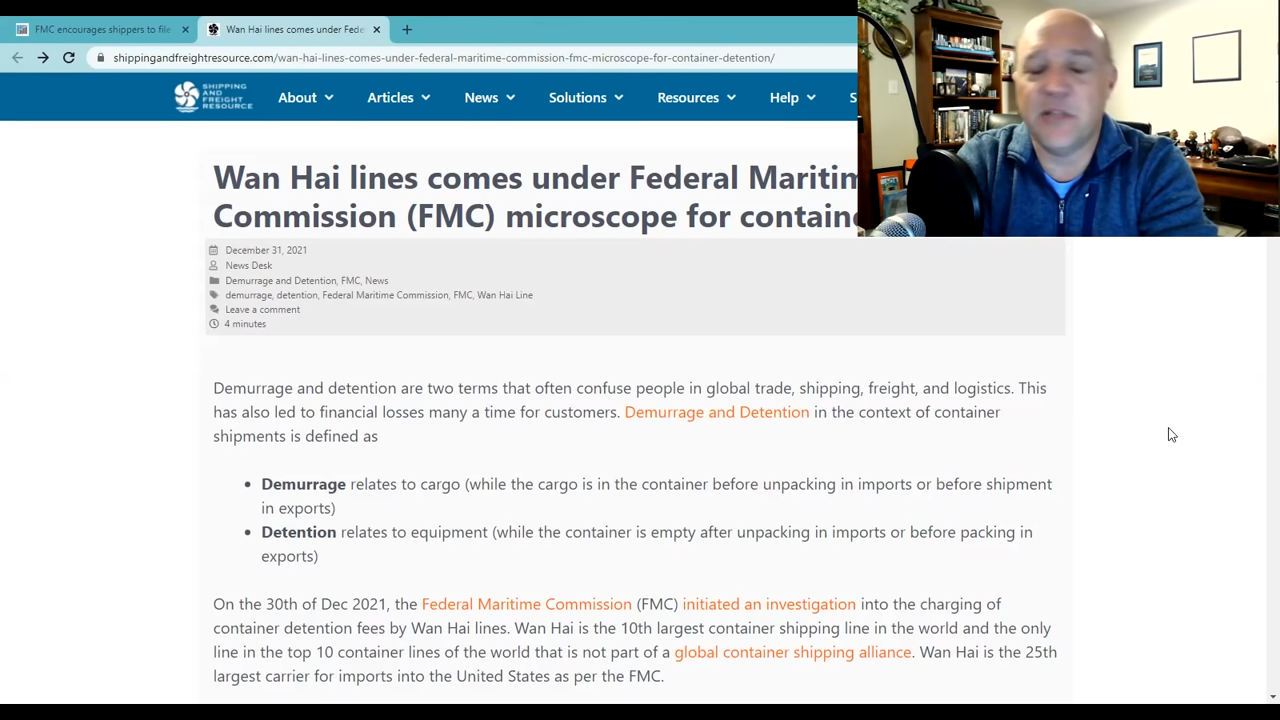 FMC encourages shippers to file
Wan Hai lines comes under Fede
shippingandfreightresource.com/wan-hai-lines-comes-under-federal-maritime-commission-fmc-microscope-for-container-detention/
SHIPPING
AND
FREIGHT
RESOURCE
About Articles News Solutions Resources Help S
Wan Hai lines comes under Federal Maritim
Commission (FMC) microscope for containe
December 31, 2021
News Desk
Demurrage and Detention, FMC, News
demurrage, detention, Federal Maritime Commission, FMC, Wan Hai Line
Leave a comment
4 minutes
Demurrage and detention are two terms that often confuse people in global trade, shipping, freight, and logistics. This
has also led to financial losses many a time for customers. Demurrage and Detention in the context of container
shipments is defined as
• Demurrage relates to cargo (while the cargo is in the container before unpacking in imports or before shipment
in exports)
• Detention relates to equipment (while the container is empty after unpacking in imports or before packing in
exports)
On the 30th of Dec 2021, the Federal Maritime Commission (FMC) initiated an investigation into the charging of
container detention fees by Wan Hai lines. Wan Hai is the 10th largest container shipping line in the world and the only
line in the top 10 container lines of the world that is not part of a global container shipping alliance. Wan Hai is the 25th
largest carrier for imports into the United States as per the FMC.